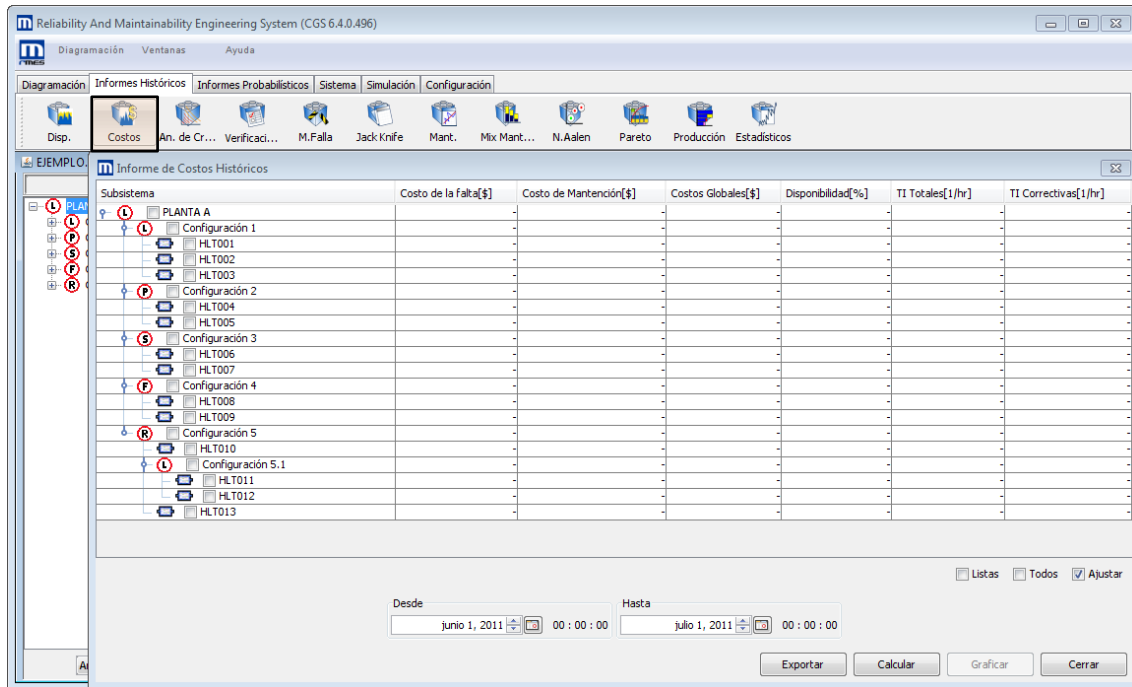 Reliability And Maintainability Engineering System (CGS 6.4.0.496)
Diagramación Ventanas Ayuda
Diagramación Informes Históricos Informes Probabilísticos Sistema Simulación Configuración
Disp. Costos An. de Cr... Verificaci... M.Falla Jack Knife Mant. Mix Mant... N.Aalen Pareto Producción Estadísticos
EJEMPLO.
Informe de Costos Históricos
Subsistema Costo de la falta[$] Costo de Mantención[$] Costos Globales[$] Disponibilidad[%] TI Totales[1/hr] TI Correctivas[1/hr]
L PLANTA A - - - - - -
L Configuración 1 - - - - - -
HLT001 - - - - - -
HLT002 - - - - - -
HLT003 - - - - - -
P Configuración 2 - - - - - -
HLT004 - - - - - -
HLT005 - - - - - -
S Configuración 3 - - - - - -
HLT006 - - - - - -
HLT007 - - - - - -
F Configuración 4 - - - - - -
HLT008 - - - - - -
HLT009 - - - - - -
R Configuración 5 - - - - - -
HLT010 - - - - - -
L Configuración 5.1 - - - - - -
HLT011 - - - - - -
HLT012 - - - - - -
HLT013 - - - - - -
L
L
P
S
F
R
Listas Todos Ajustar
Desde Hasta
junio 1, 2011 00 : 00 : 00 julio 1, 2011 00 : 00 : 00
Exportar Calcular Graficar Cerrar